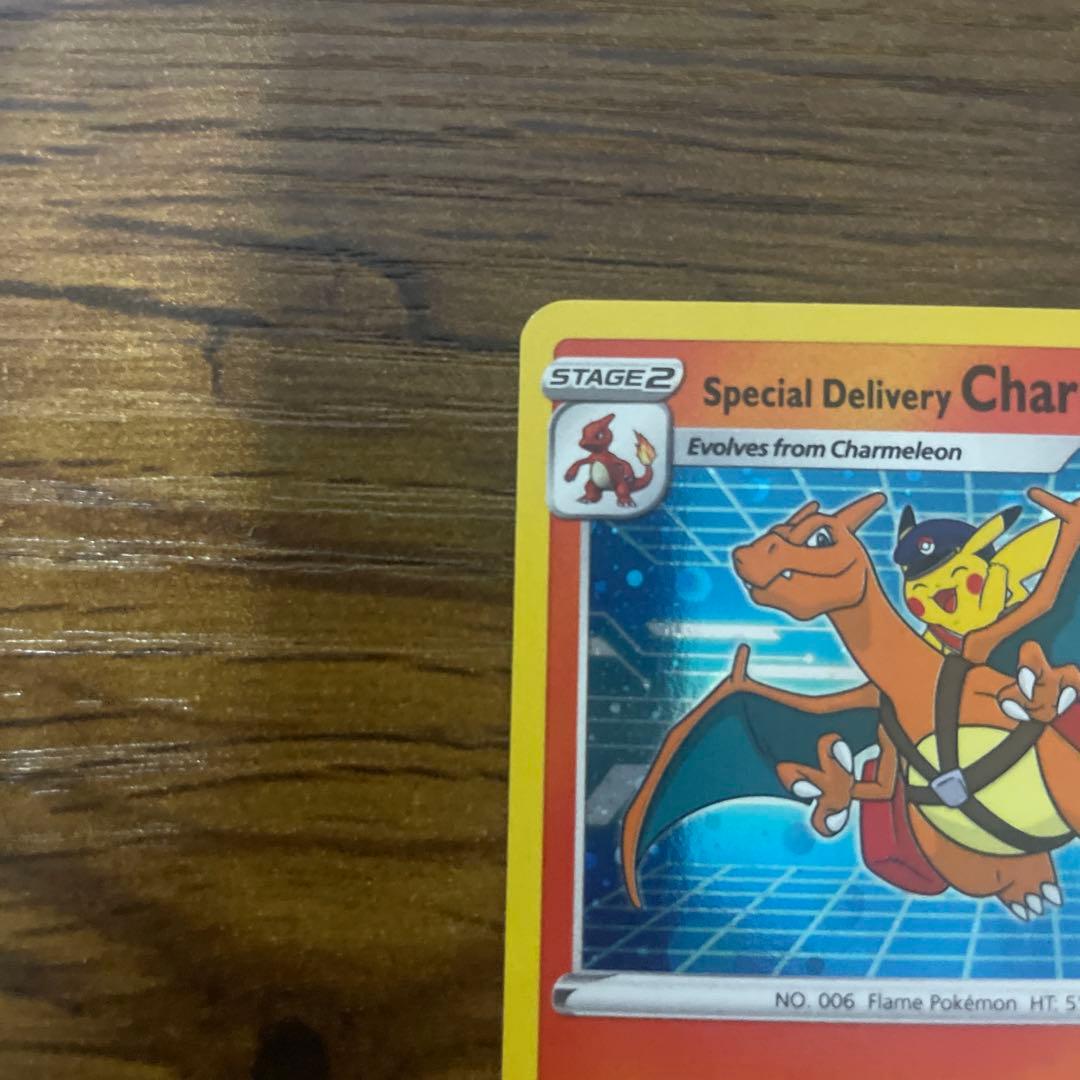 STAGE2
Special Delivery Char
Evolves from Charmeleon
NO. 006 Flame Pokémon HT: 5'